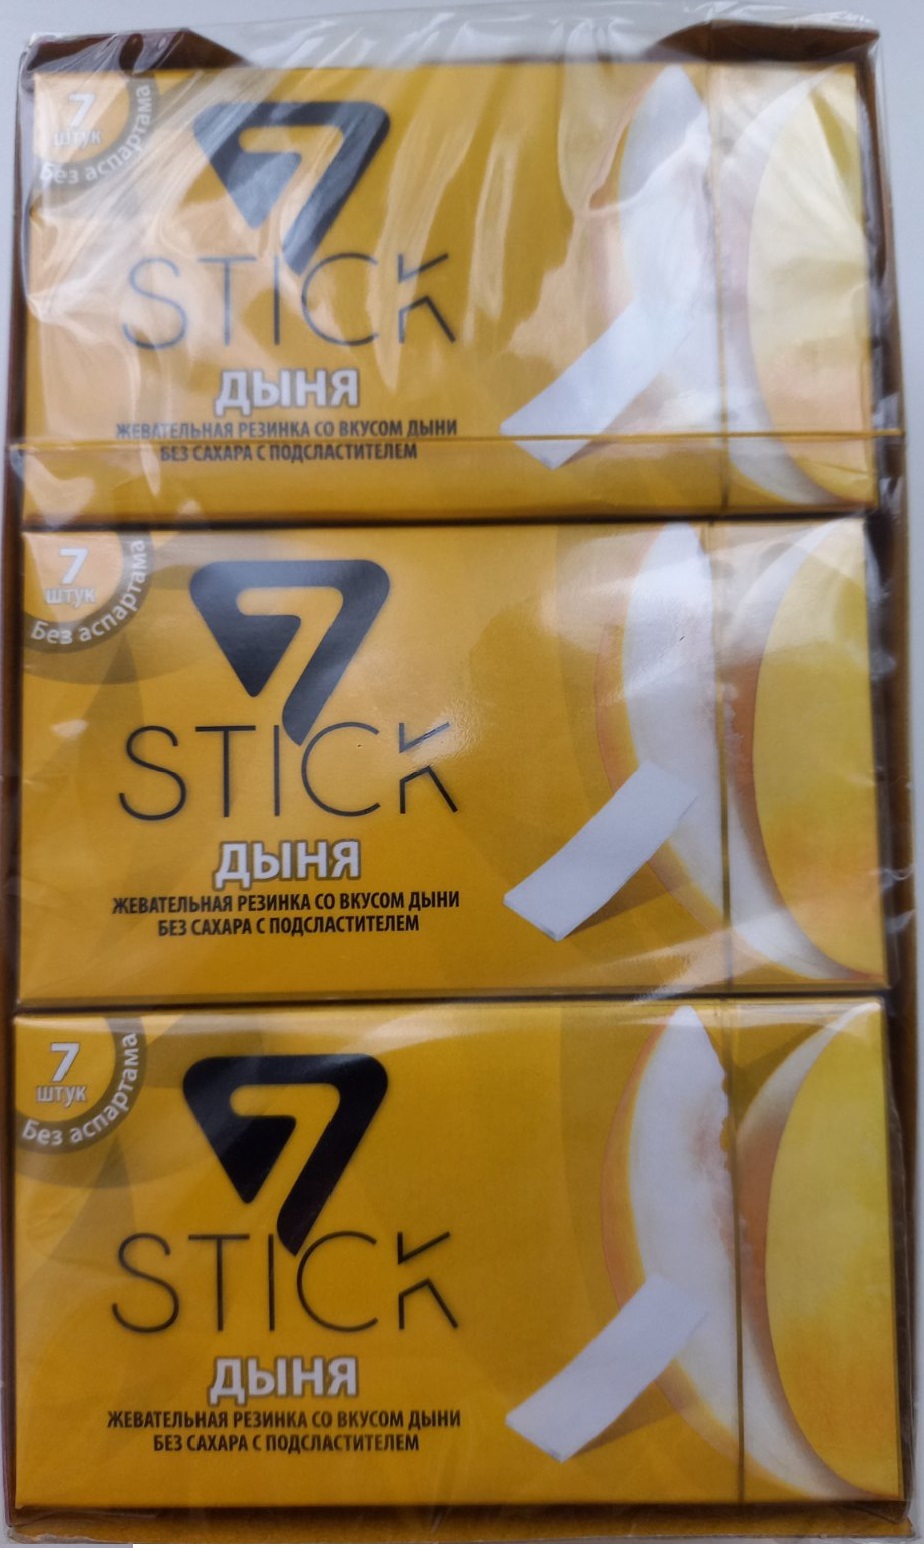 7
штук
Без аспартама
7
STICK
ДЫНЯ
ЖЕВАТЕЛЬНАЯ РЕЗИНКА СО ВКУСОМ ДЫНИ
БЕЗ САХАРА С ПОДСЛАСТИТЕЛЕМ
7
штук
Без аспартама
7
STICK
ДЫНЯ
ЖЕВАТЕЛЬНАЯ РЕЗИНКА СО ВКУСОМ ДЫНИ
БЕЗ САХАРА С ПОДСЛАСТИТЕЛЕМ
7
штук
Без аспартама
7
STICK
ДЫНЯ
ЖЕВАТЕЛЬНАЯ РЕЗИНКА СО ВКУСОМ ДЫНИ
БЕЗ САХАРА С ПОДСЛАСТИТЕЛЕМ